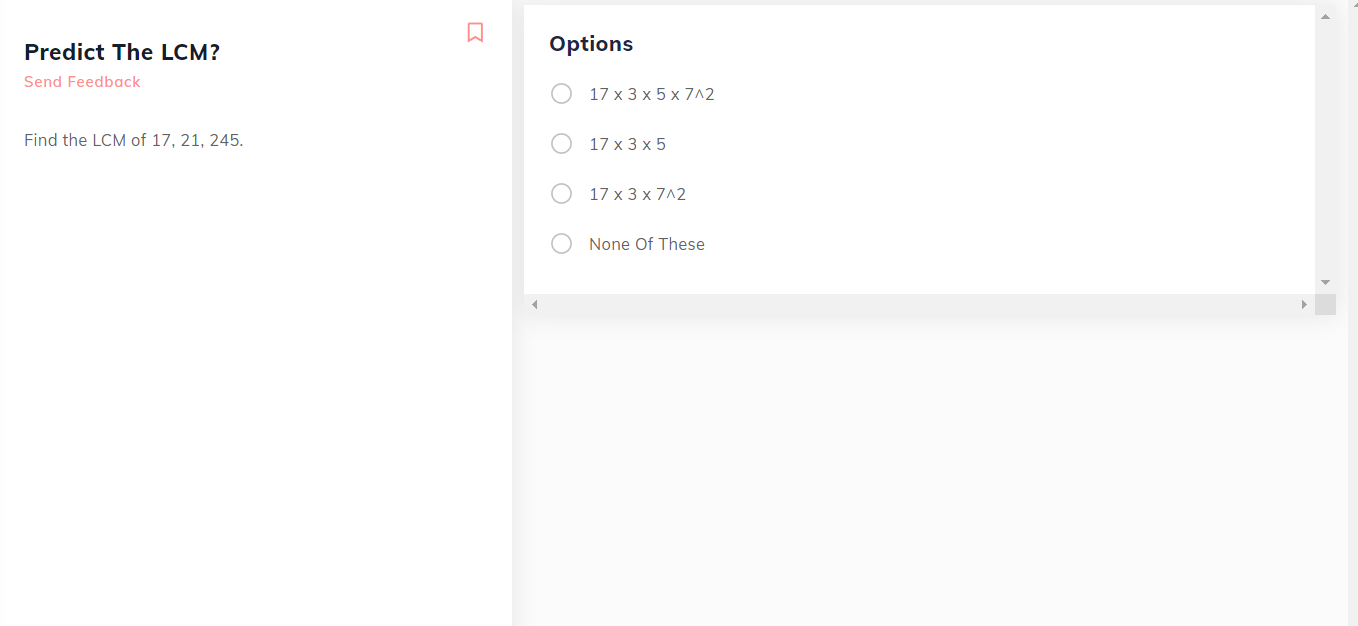 Predict The LCM?
Send Feedback
Find the LCM of 17, 21, 245.
Options
17 x 3 x 5 x 7^2
17 x 3 x 5
17 x 3 x 7^2
None Of These